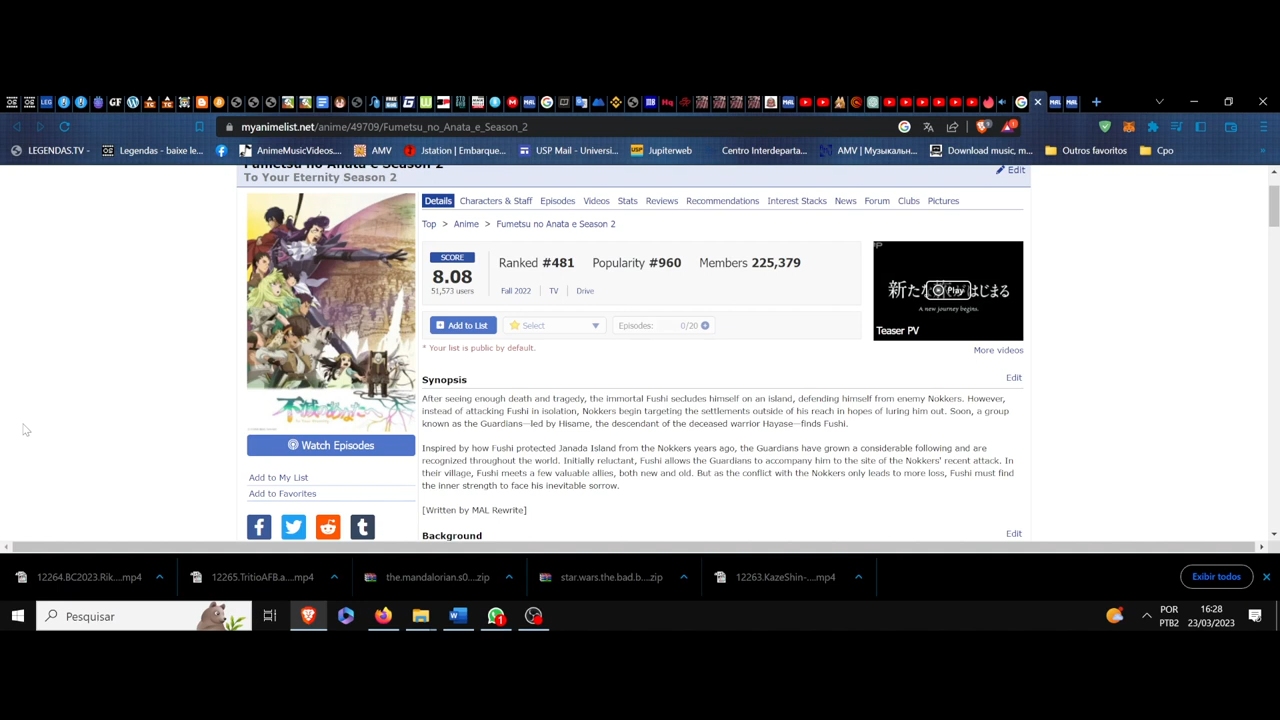 myanimelist.net/anime/49709/Fumetsu_no_Anata_e_Season_2
LEGENDAS.TV -
Legendas - baixe le...
AnimeMusicVideos....
AMV
Jstation | Embarque...
USP Mail - Universi...
Jupiterweb
Centro Interdeparta...
AMV | Музыкальн...
Download music, m...
Outros favoritos
Cpo
Fumetsu no Anata e Season 2
To Your Eternity Season 2
Edit
Details Characters & Staff Episodes Videos Stats Reviews Recommendations Interest Stacks News Forum Clubs Pictures
Top > Anime > Fumetsu no Anata e Season 2
SCORE
8.08
51,573 users
Ranked #481 Popularity #960 Members 225,379
Fall 2022 TV Drive
Add to List
Select
Episodes: 0/20
* Your list is public by default.
Play
A new journey begins.
Teaser PV
More videos
Synopsis
Edit
After seeing enough death and tragedy, the immortal Fushi secludes himself on an island, defending himself from enemy Nokkers. However,
instead of attacking Fushi in isolation, Nokkers begin targeting the settlements outside of his reach in hopes of luring him out. Soon, a group
known as the Guardians—led by Hisame, the descendant of the deceased warrior Hayase—finds Fushi.
Inspired by how Fushi protected Janada Island from the Nokkers years ago, the Guardians have grown a considerable following and are
recognized throughout the world. Initially reluctant, Fushi allows the Guardians to accompany him to the site of the Nokkers' recent attack. In
their village, Fushi meets a few valuable allies, both new and old. But as the conflict with the Nokkers only leads to more loss, Fushi must find
the inner strength to face his inevitable sorrow.
[Written by MAL Rewrite]
Background
Edit
不滅のあなたへ
Watch Episodes
Add to My List
Add to Favorites
12264.BC2023.Rik....mp4
12265.TritioAFB.a....mp4
the.mandalorian.s0....zip
star.wars.the.bad.b....zip
12263.KazeShin-....mp4
Exibir todos
Pesquisar
POR
PTB2
16:28
23/03/2023